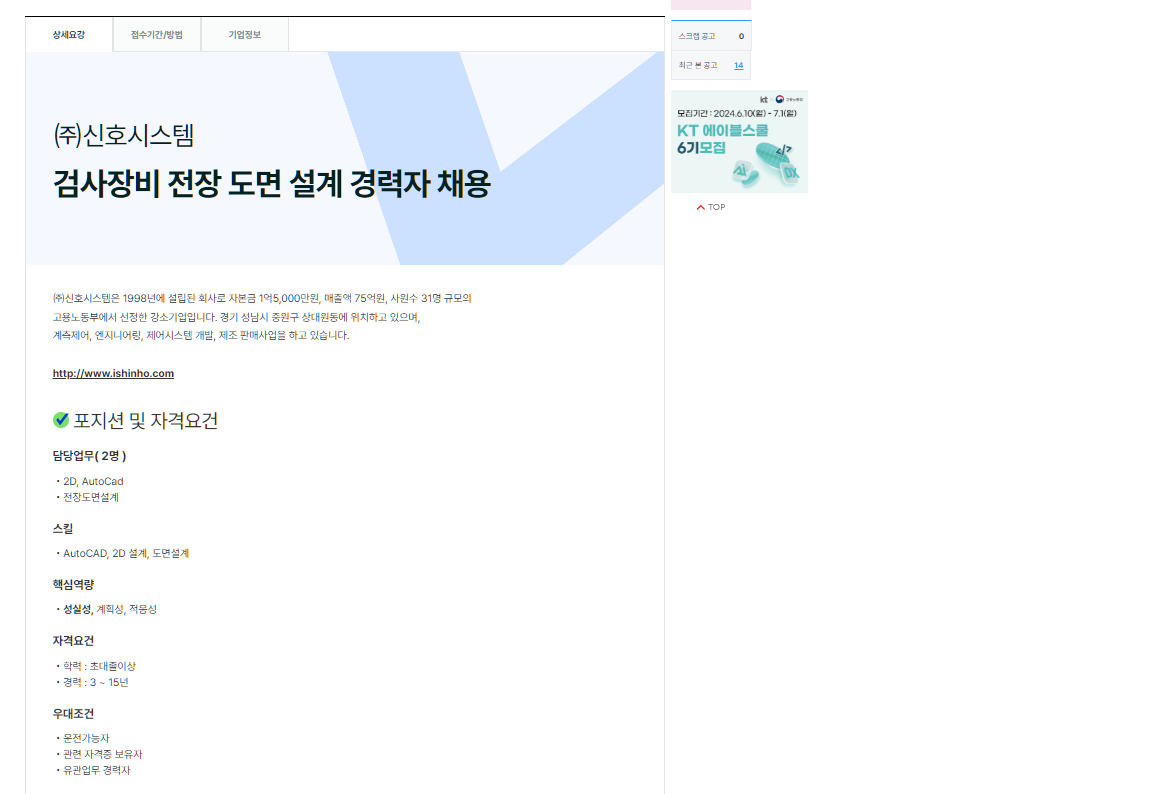 상세요강 접수기간/방법 기업정보
㈜신호시스템
검사장비 전장 도면 설계 경력자 채용
㈜신호시스템은 1998년에 설립된 회사로 자본금 1억5,000만원, 매출액 75억원, 사원수 31명 규모의
고용노동부에서 선정한 강소기업입니다. 경기 성남시 중원구 상대원동에 위치하고 있으며,
계측제어, 엔지니어링, 제어시스템 개발, 제조 판매사업을 하고 있습니다.
http://www.ishinho.com
포지션 및 자격요건
담당업무( 2명 )
・2D, AutoCad
・전장도면설계
스킬
・AutoCAD, 2D 설계, 도면설계
핵심역량
・성실성, 계획성, 적응성
자격요건
・학력 : 초대졸이상
・경력 : 3 ~ 15년
우대조건
・운전가능자
・관련 자격증 보유자
・유관업무 경력자
스크랩 공고 0
최근 본 공고 14
kt 고용노동부
모집기간 : 2024.6.10(월) - 7.1(월)
KT 에이블스쿨
6기모집
</>
AI
DX
TOP